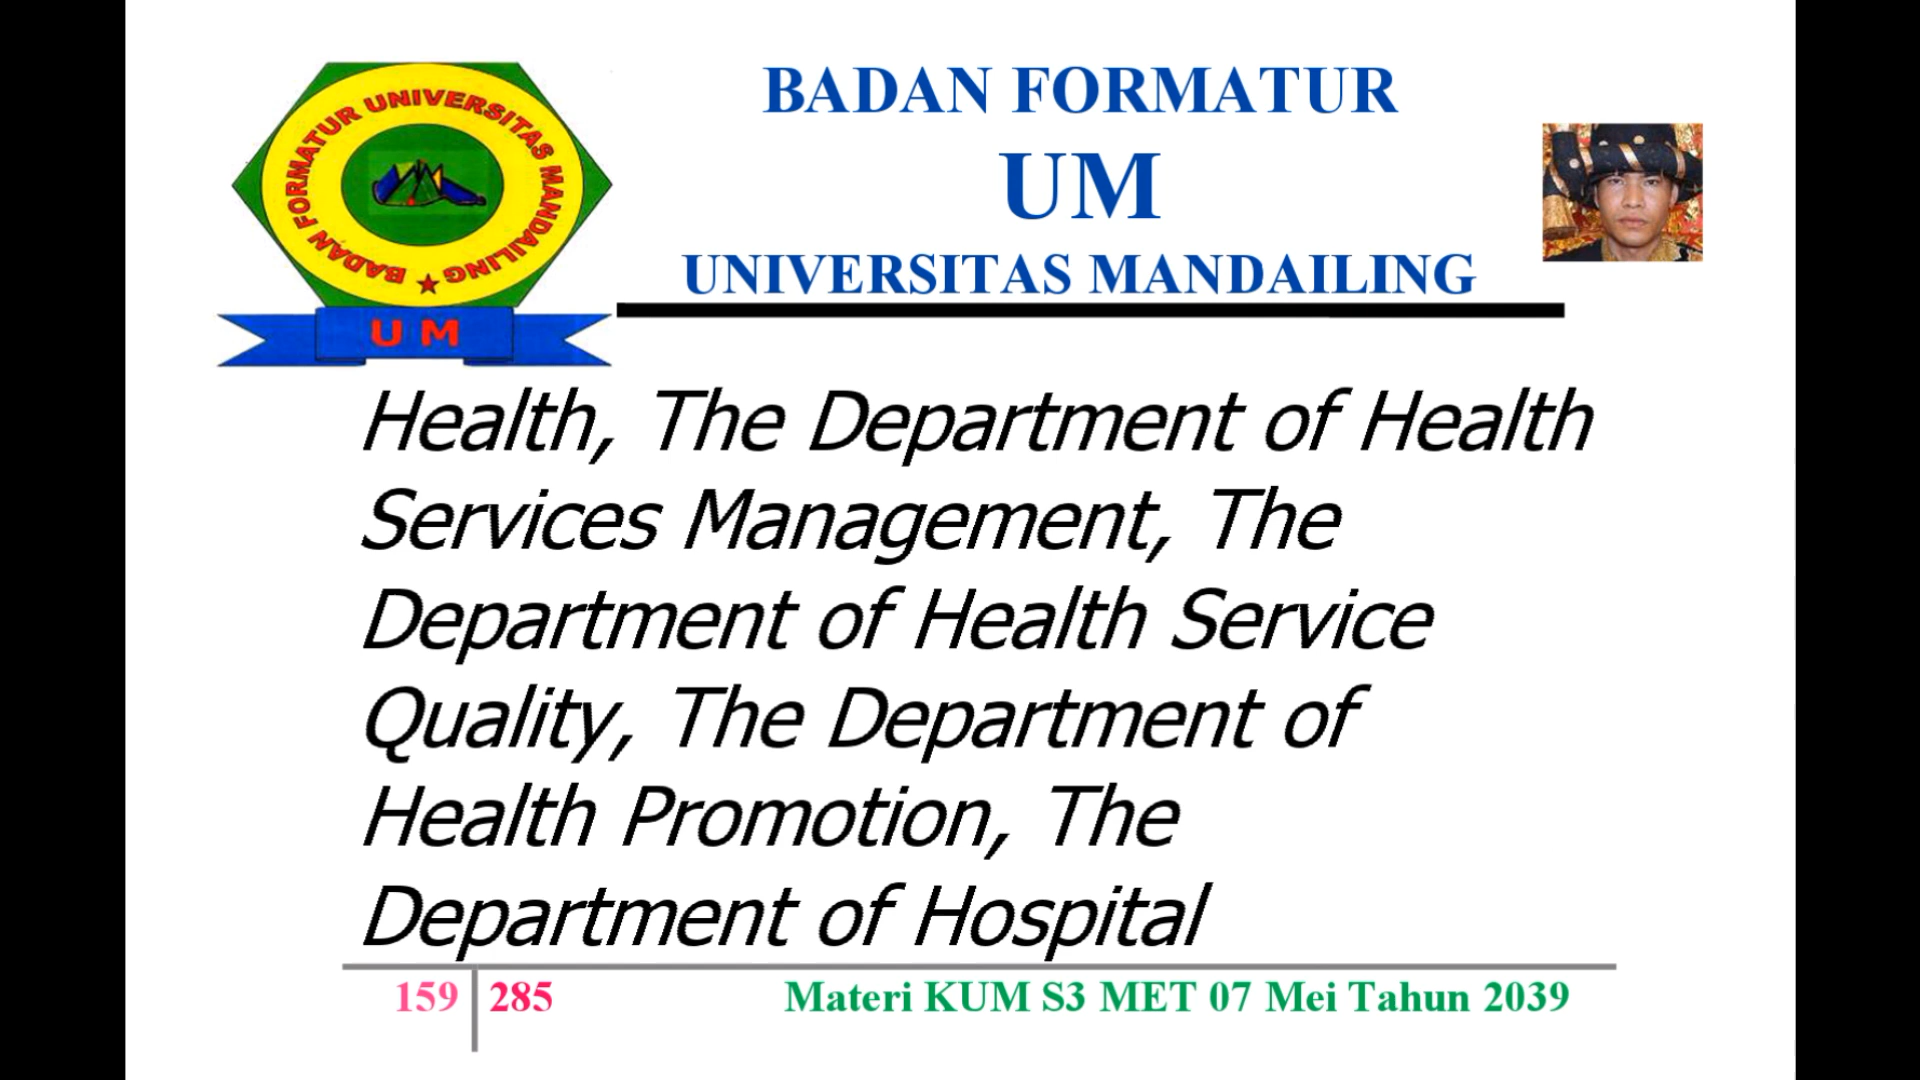 BADAN FORMATUR UNIVERSITAS MANDAILING
U M
BADAN FORMATUR
UM
UNIVERSITAS MANDAILING
Health, The Department of Health
Services Management, The
Department of Health Service
Quality, The Department of
Health Promotion, The
Department of Hospital
159 285 Materi KUM S3 MET 07 Mei Tahun 2039